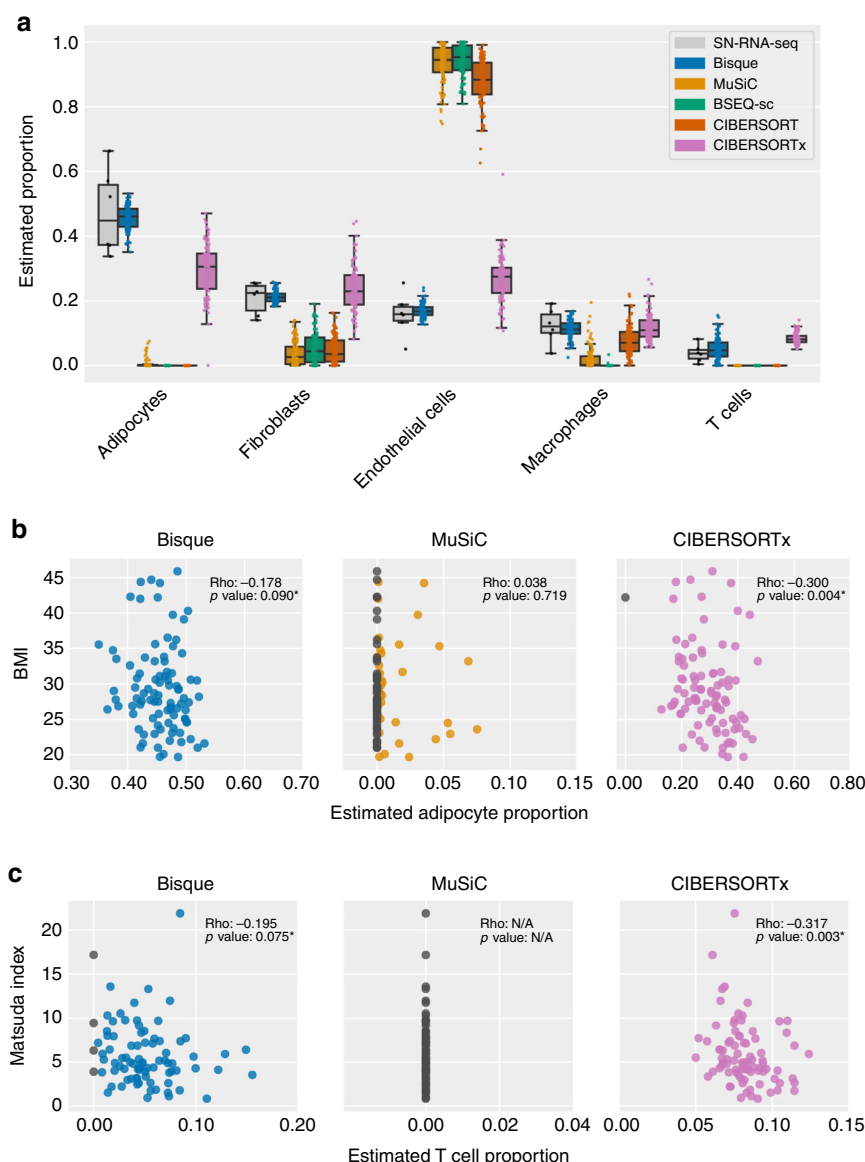 a
1.0
0.8
0.6
0.4
0.2
0.0
Estimated proportion
SN-RNA-seq
Bisque
MuSiC
BSEQ-sc
CIBERSORT
CIBERSORTx
Adipocytes
Fibroblasts
Endothelial cells
Macrophages
T cells
b
Bisque
MuSiC
CIBERSORTx
BMI
45
40
35
30
25
20
Rho: –0.178
p value: 0.090*
Rho: 0.038
p value: 0.719
Rho: –0.300
p value: 0.004*
0.30 0.40 0.50 0.60 0.70
0.00 0.05 0.10 0.15
0.00 0.20 0.40 0.60 0.80
Estimated adipocyte proportion
c
Bisque
MuSiC
CIBERSORTx
Matsuda index
20
15
10
5
0
Rho: –0.195
p value: 0.075*
Rho: N/A
p value: N/A
Rho: –0.317
p value: 0.003*
0.00 0.10 0.20
0.00 0.02 0.04
0.00 0.05 0.10 0.15
Estimated T cell proportion